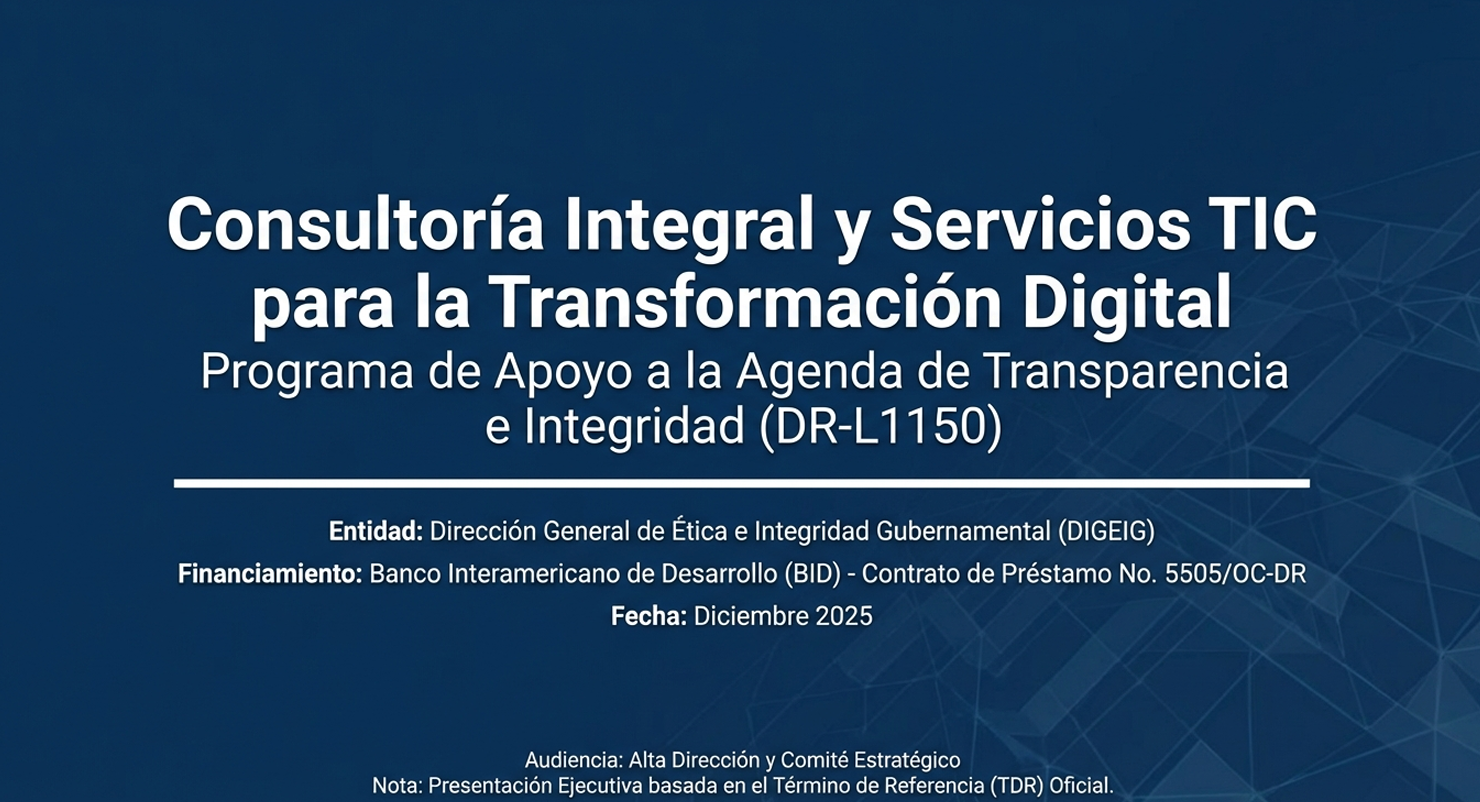 Consultoría Integral y Servicios TIC
para la Transformación Digital
Programa de Apoyo a la Agenda de Transparencia
e Integridad (DR-L1150)
Entidad: Dirección General de Ética e Integridad Gubernamental (DIGEIG)
Financiamiento: Banco Interamericano de Desarrollo (BID) - Contrato de Préstamo No. 5505/OC-DR
Fecha: Diciembre 2025
Audiencia: Alta Dirección y Comité Estratégico
Nota: Presentación Ejecutiva basada en el Término de Referencia (TDR) Oficial.